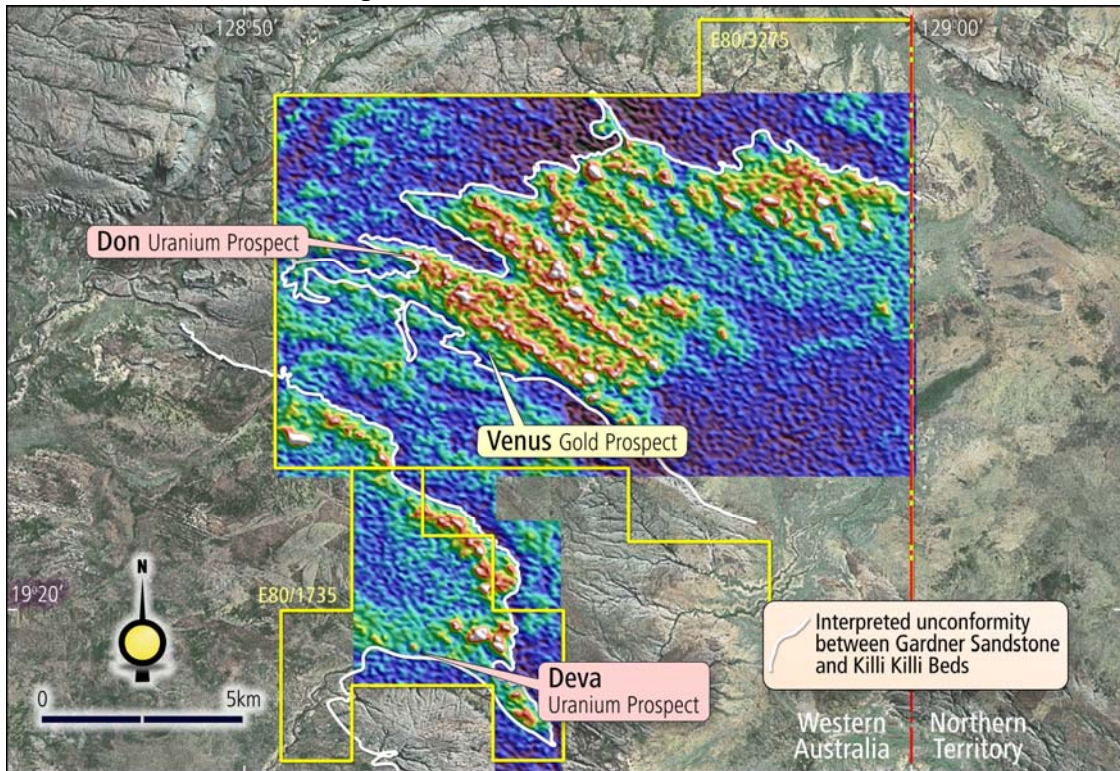 128°50'
129°00'
E80/3275
Don Uranium Prospect
Venus Gold Prospect
N
19°20'
E80/1735
0
5km
Deva
Uranium Prospect
Interpreted unconformity
between Gardner Sandstone
and Killi Killi Beds
Western
Australia
Northern
Territory